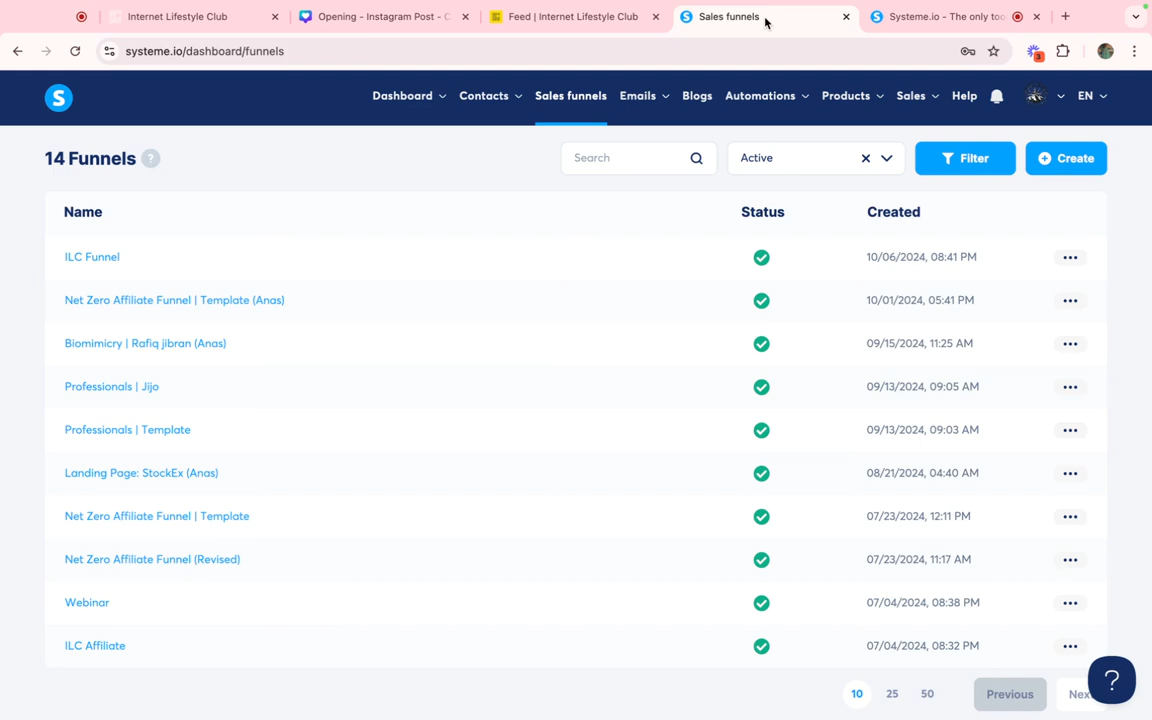 Internet Lifestyle Club
Opening - Instagram Post - C
Feed | Internet Lifestyle Club
Sales funnels
Systeme.io - The only too
systeme.io/dashboard/funnels
3
S
Dashboard
Contacts
Sales funnels
Emails
Blogs
Automations
Products
Sales
Help
EN
14 Funnels ?
Search
Active
Filter
Create
Name Status Created
ILC Funnel 10/06/2024, 08:41 PM
Net Zero Affiliate Funnel | Template (Anas) 10/01/2024, 05:41 PM
Biomimicry | Rafiq jibran (Anas) 09/15/2024, 11:25 AM
Professionals | Jijo 09/13/2024, 09:05 AM
Professionals | Template 09/13/2024, 09:03 AM
Landing Page: StockEx (Anas) 08/21/2024, 04:40 AM
Net Zero Affiliate Funnel | Template 07/23/2024, 12:11 PM
Net Zero Affiliate Funnel (Revised) 07/23/2024, 11:17 AM
Webinar 07/04/2024, 08:38 PM
ILC Affiliate 07/04/2024, 08:32 PM
10 25 50 Previous Nex
?